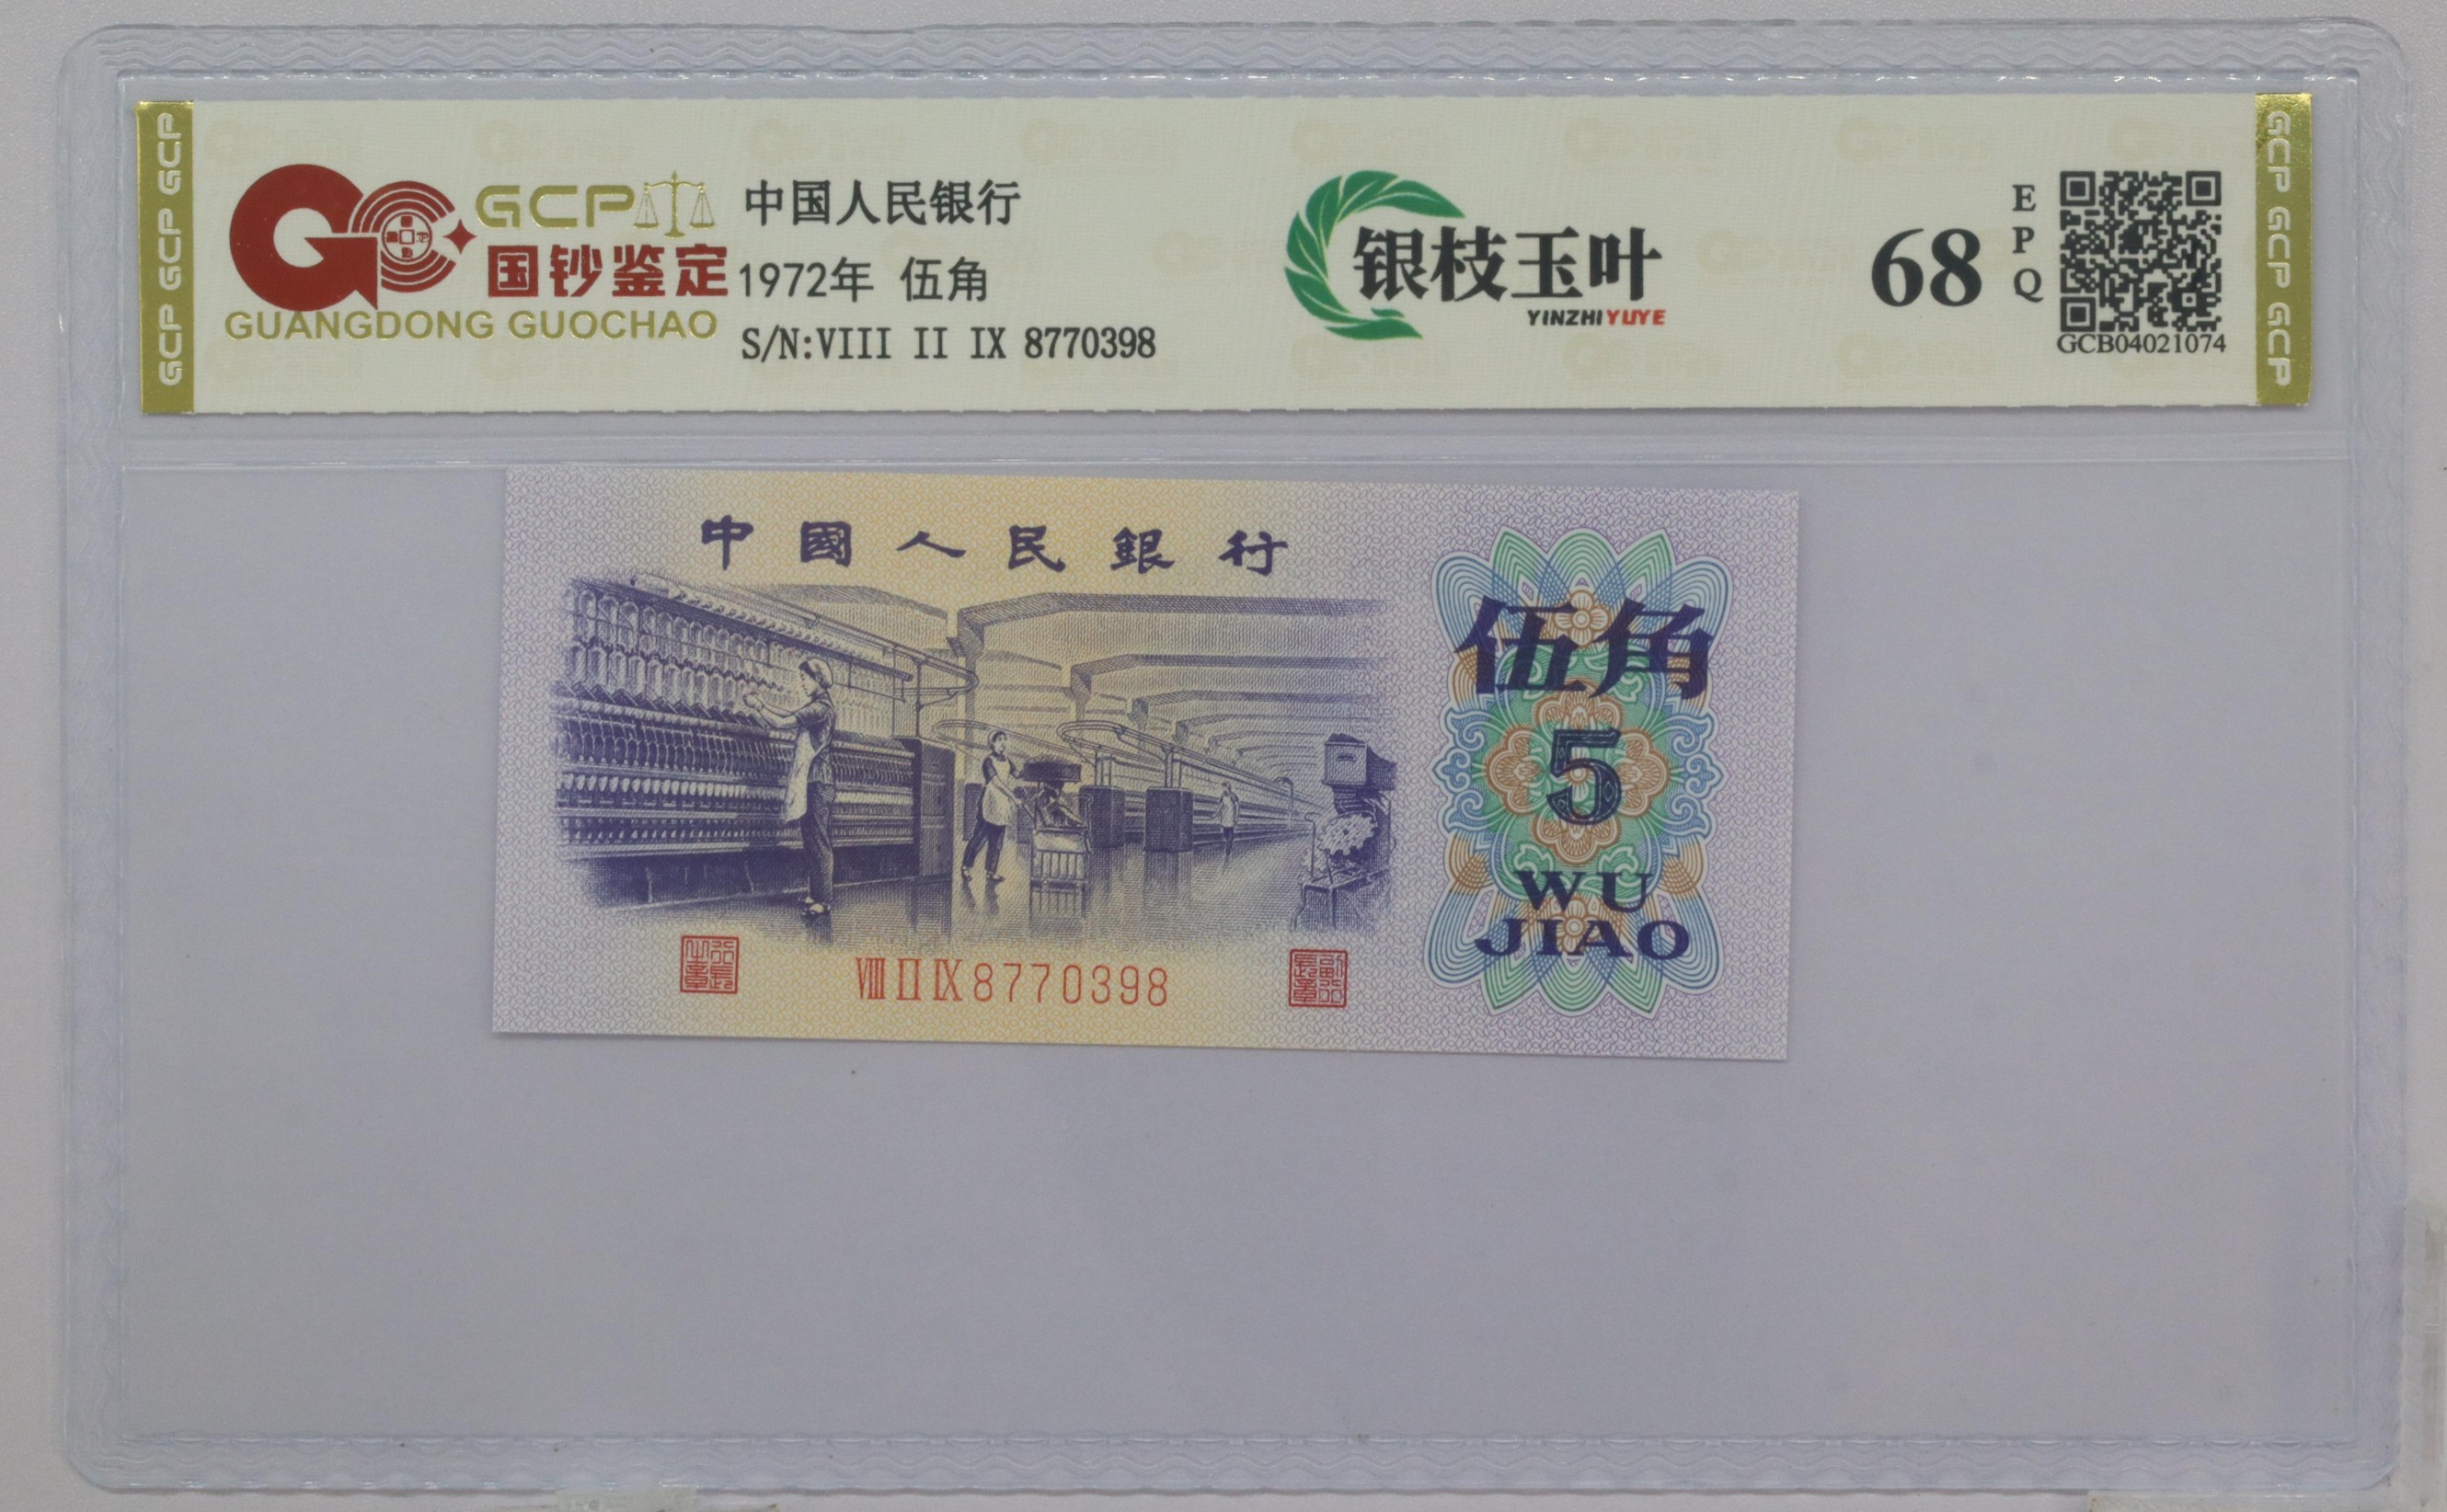 GCP GCP GCP
GCP
国钞鉴定
GUANGDONG GUOCHAO
中国人民银行
1972年 伍角
S/N:VIII II IX 8770398
银枝玉叶
YINZHI YUYE
68
EPQ
GCB04021074
GCP GCP GCP
中國人民銀行
伍角
5
WU
JIAO
VIII II IX 8770398